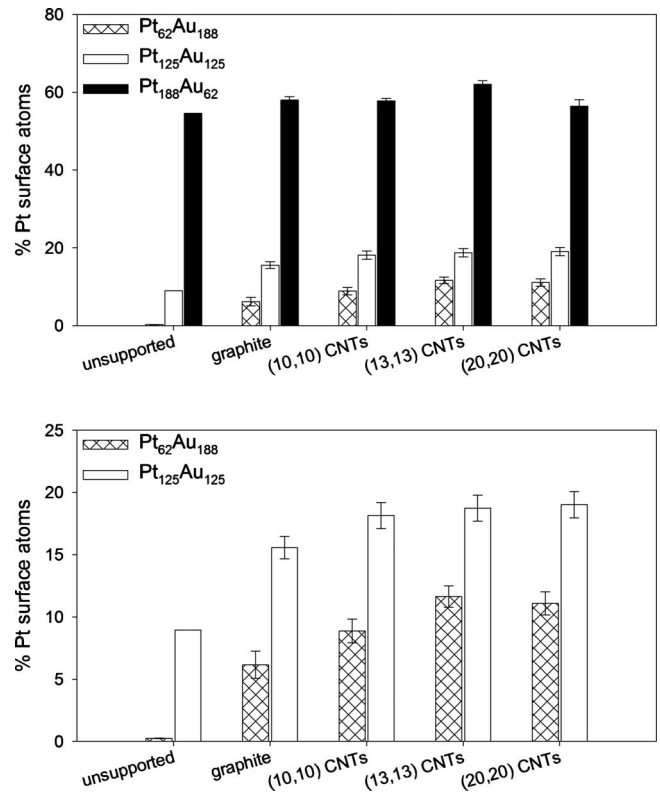 80
60
40
20
0
% Pt surface atoms
Pt62Au188
Pt125Au125
Pt188Au62
unsupported
graphite
(10,10) CNTs
(13,13) CNTs
(20,20) CNTs
25
20
15
10
5
0
% Pt surface atoms
Pt62Au188
Pt125Au125
unsupported
graphite
(10,10) CNTs
(13,13) CNTs
(20,20) CNTs